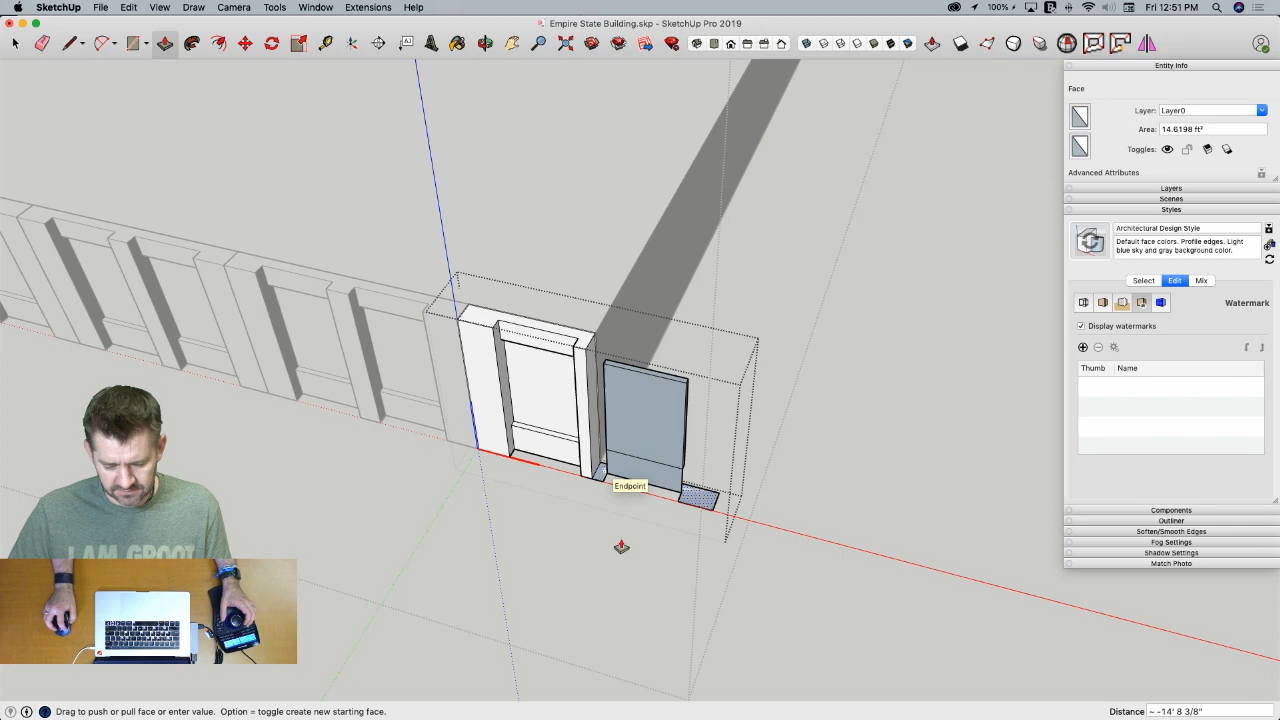 SketchUp File Edit View Draw Camera Tools Window Extensions Help 100% Fri 12:51 PM
Empire State Building.skp - SketchUp Pro 2019
Entity Info
Face
Layer: Layer0
Area: 14.6198 ft²
Toggles:
Advanced Attributes
Layers
Scenes
Styles
Architectural Design Style
Default face colors. Profile edges. Light
blue sky and gray background color.
Select Edit Mix
Watermark
Display watermarks
Thumb Name
Endpoint
I AM GROOT
Components
Outliner
Soften/Smooth Edges
Fog Settings
Shadow Settings
Match Photo
Drag to push or pull face or enter value. Option = toggle create new starting face. Distance ~ -14' 8 3/8"